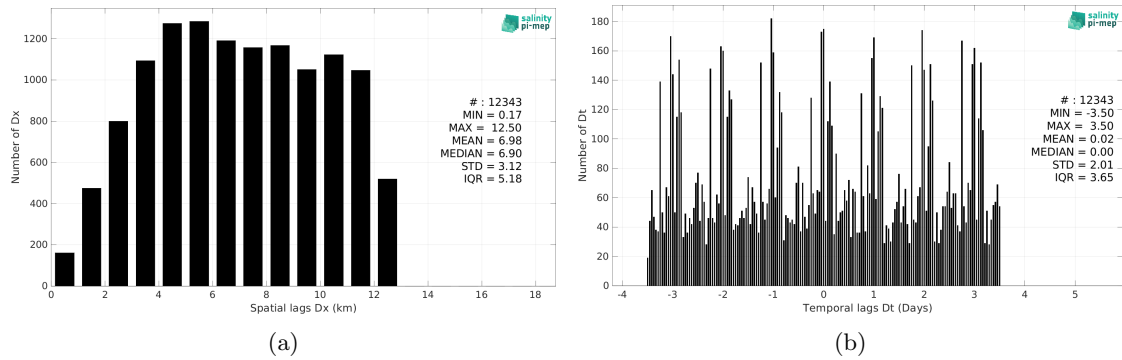 salinity
pi-mep
Number of Dx
1200
1000
800
600
400
200
0
# : 12343
MIN = 0.17
MAX = 12.50
MEAN = 6.98
MEDIAN = 6.90
STD = 3.12
IQR = 5.18
0 2 4 6 8 10 12 14 16 18
Spatial lags Dx (km)
(a)
salinity
pi-mep
Number of Dt
180
160
140
120
100
80
60
40
20
0
# : 12343
MIN = -3.50
MAX = 3.50
MEAN = 0.02
MEDIAN = 0.00
STD = 2.01
IQR = 3.65
-4 -3 -2 -1 0 1 2 3 4 5
Temporal lags Dt (Days)
(b)